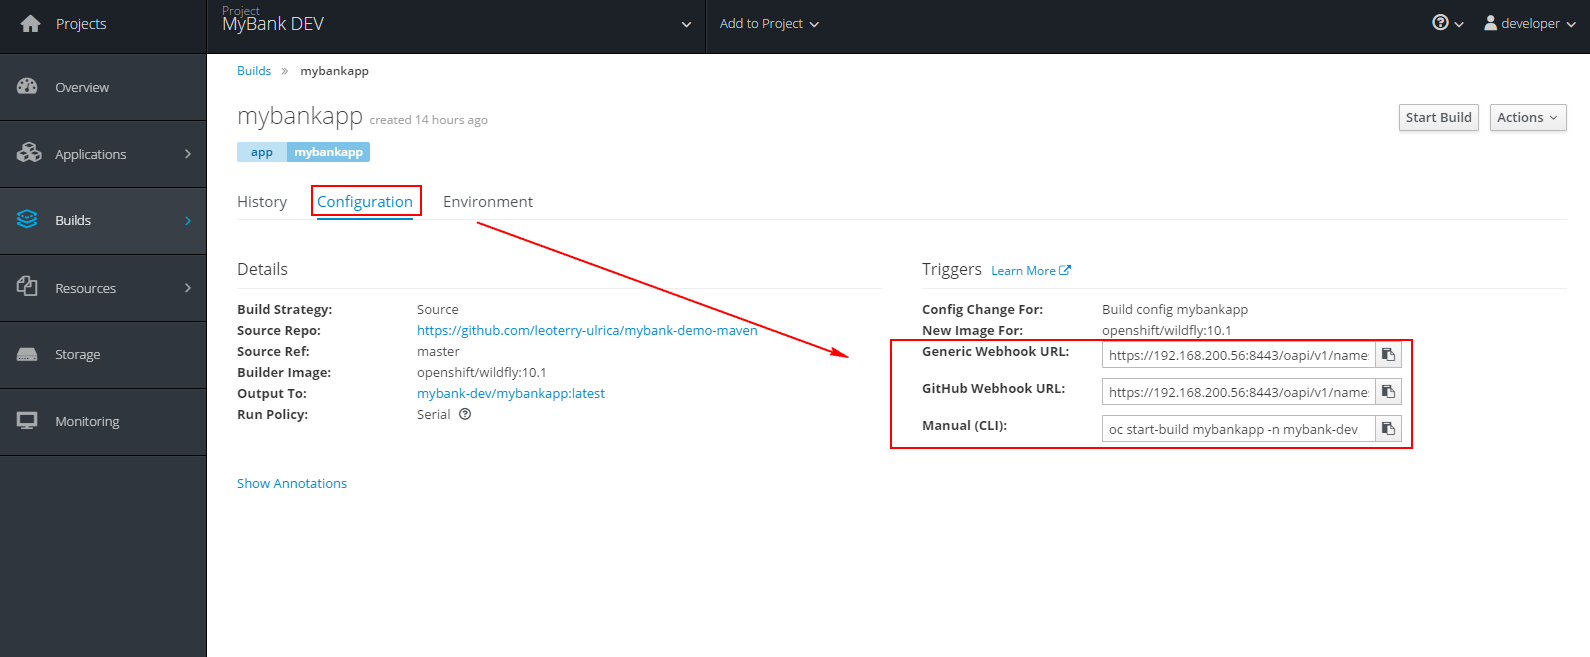 Projects
Project
MyBank DEV
Add to Project
developer
Overview
Applications
Builds
Resources
Storage
Monitoring
Builds » mybankapp
mybankapp created 14 hours ago
Start Build
Actions
app mybankapp
History Configuration Environment
Details
Build Strategy: Source
Source Repo: https://github.com/leoterry-ulrica/mybank-demo-maven
Source Ref: master
Builder Image: openshift/wildfly:10.1
Output To: mybank-dev/mybankapp:latest
Run Policy: Serial
Show Annotations
Triggers Learn More
Config Change For: Build config mybankapp
New Image For: openshift/wildfly:10.1
Generic Webhook URL: https://192.168.200.56:8443/oapi/v1/name
GitHub Webhook URL: https://192.168.200.56:8443/oapi/v1/name
Manual (CLI): oc start-build mybankapp -n mybank-dev